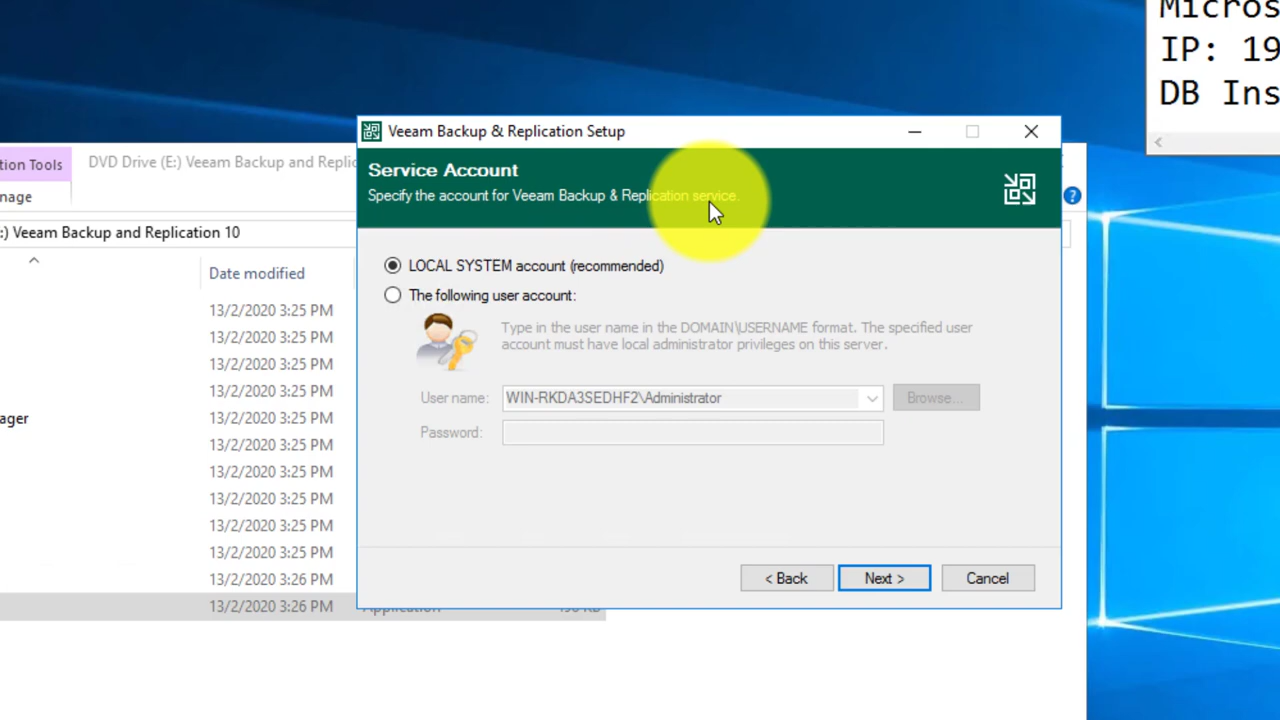 Micros
IP: 19
DB Ins
tion Tools
DVD Drive (E:) Veeam Backup and Replic
nage
:) Veeam Backup and Replication 10
Date modified
13/2/2020 3:25 PM
13/2/2020 3:25 PM
13/2/2020 3:25 PM
13/2/2020 3:25 PM
ager
13/2/2020 3:25 PM
13/2/2020 3:25 PM
13/2/2020 3:25 PM
13/2/2020 3:25 PM
13/2/2020 3:25 PM
13/2/2020 3:25 PM
13/2/2020 3:26 PM
13/2/2020 3:26 PM
Application
Veeam Backup & Replication Setup
Service Account
Specify the account for Veeam Backup & Replication service.
LOCAL SYSTEM account (recommended)
The following user account:
Type in the user name in the DOMAIN\USERNAME format. The specified user
account must have local administrator privileges on this server.
User name:
WIN-RKDA3SEDHF2\Administrator
Browse...
Password:
< Back
Next >
Cancel